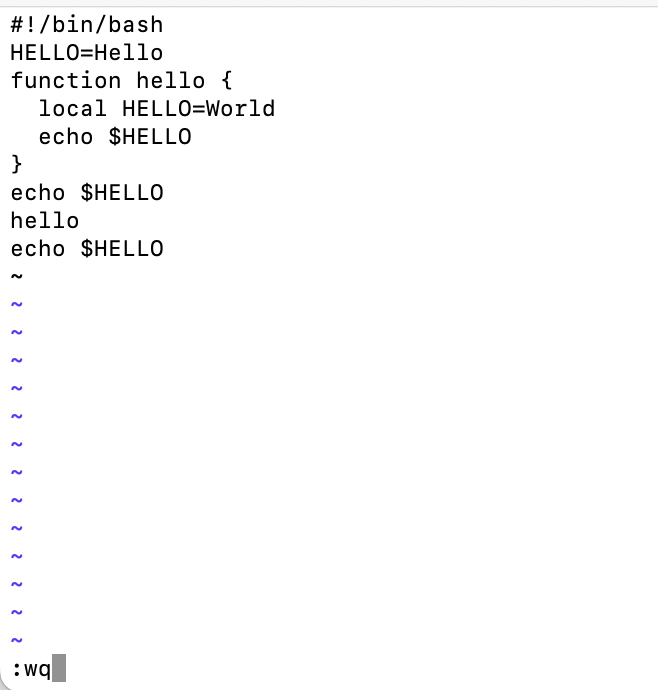 #!/bin/bash
HELLO=Hello
function hello {
  local HELLO=World
  echo $HELLO
}
echo $HELLO
hello
echo $HELLO
~
~
~
~
~
~
~
~
~
~
~
~
~
~
:wq